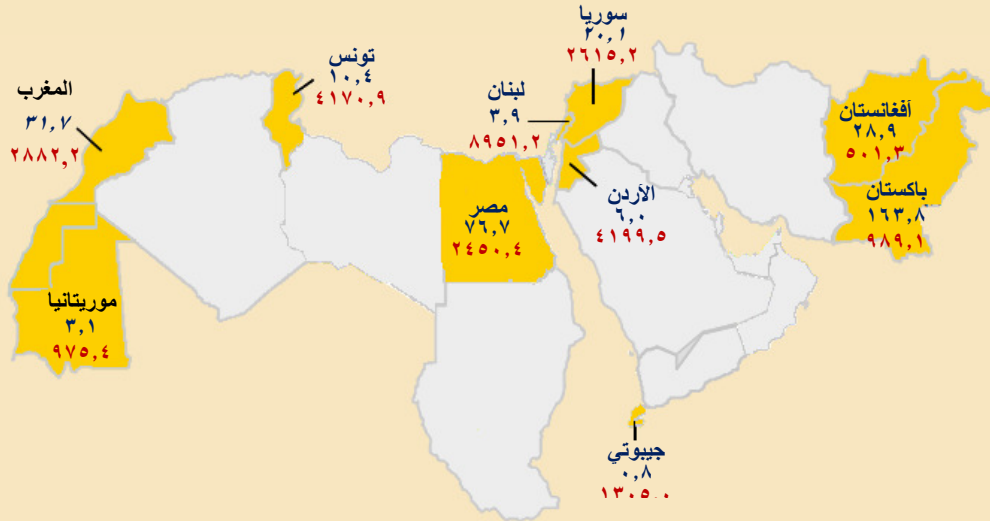 سوريا
٢٠,١
٢٦١٥,٢
تونس
١٠,٤
٤١٧٠,٩
لبنان
٣,٩
٨٩٥١,٢
المغرب
٣١,٧
٢٨٨٢,٢
أفغانستان
٢٨,٩
٥٠١,٣
باكستان
١٦٣,٨
٩٨٩,١
الأردن
٦,٠
٤١٩٩,٥
مصر
٧٦,٧
٢٤٥٠,٤
موريتانيا
٣,١
٩٧٥,٤
جيبوتي
٠,٨
١٣٠٥,٠